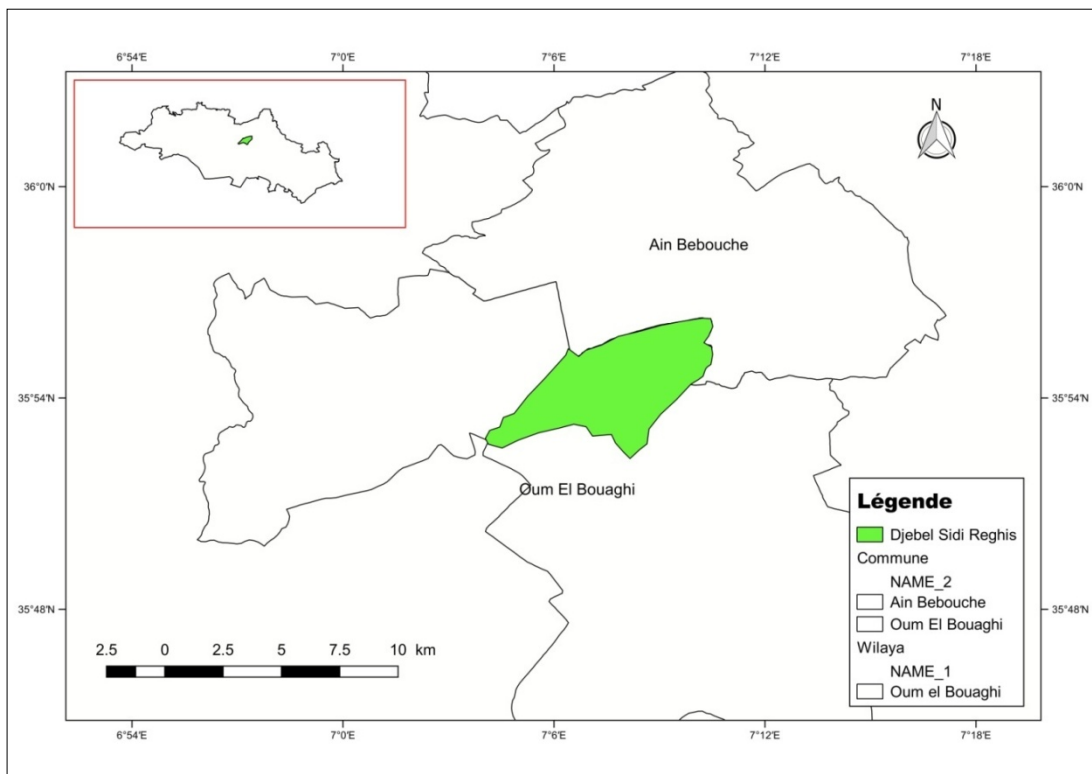 6°54'E 7°0'E 7°6'E 7°12'E 7°18'E
N
36°0'N 36°0'N
Ain Bebouche
35°54'N 35°54'N
Oum El Bouaghi
Légende
Djebel Sidi Reghis
Commune
NAME_2
Ain Bebouche
Oum El Bouaghi
Wilaya
NAME_1
Oum el Bouaghi
35°48'N 35°48'N
2.5 0 2.5 5 7.5 10 km
6°54'E 7°0'E 7°6'E 7°12'E 7°18'E